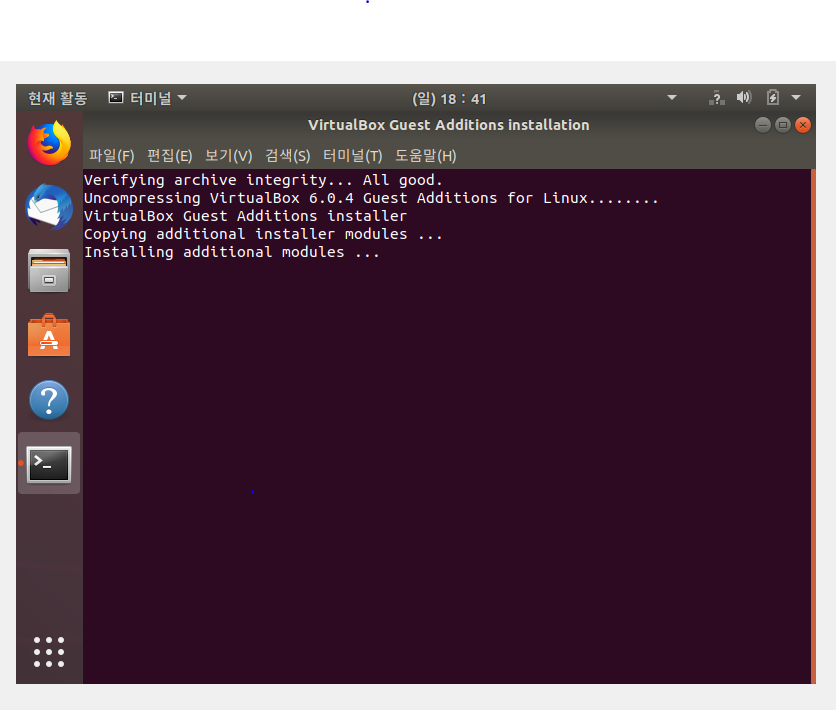 현재 활동 터미널 (일) 18 : 41
VirtualBox Guest Additions installation
파일(F) 편집(E) 보기(V) 검색(S) 터미널(T) 도움말(H)
Verifying archive integrity... All good.
Uncompressing VirtualBox 6.0.4 Guest Additions for Linux........
VirtualBox Guest Additions installer
Copying additional installer modules ...
Installing additional modules ...